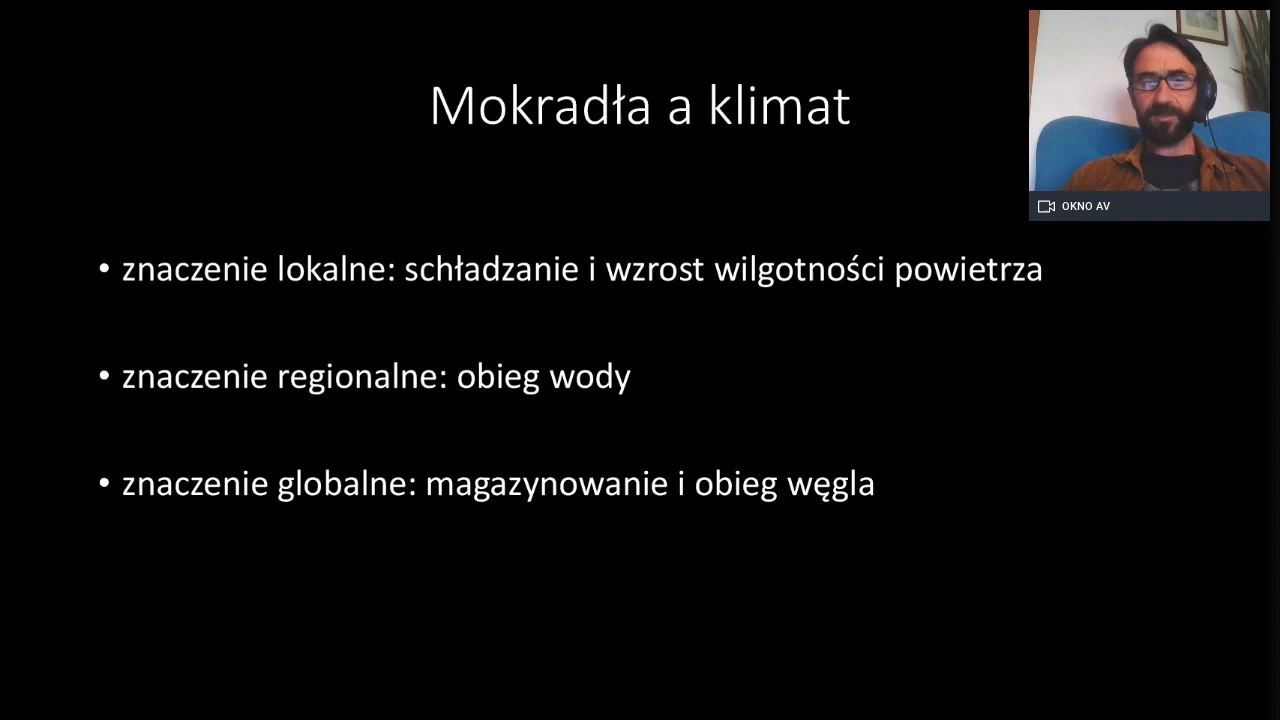 Mokradła a klimat
OKNO AV
• znaczenie lokalne: schładzanie i wzrost wilgotności powietrza
• znaczenie regionalne: obieg wody
• znaczenie globalne: magazynowanie i obieg węgla